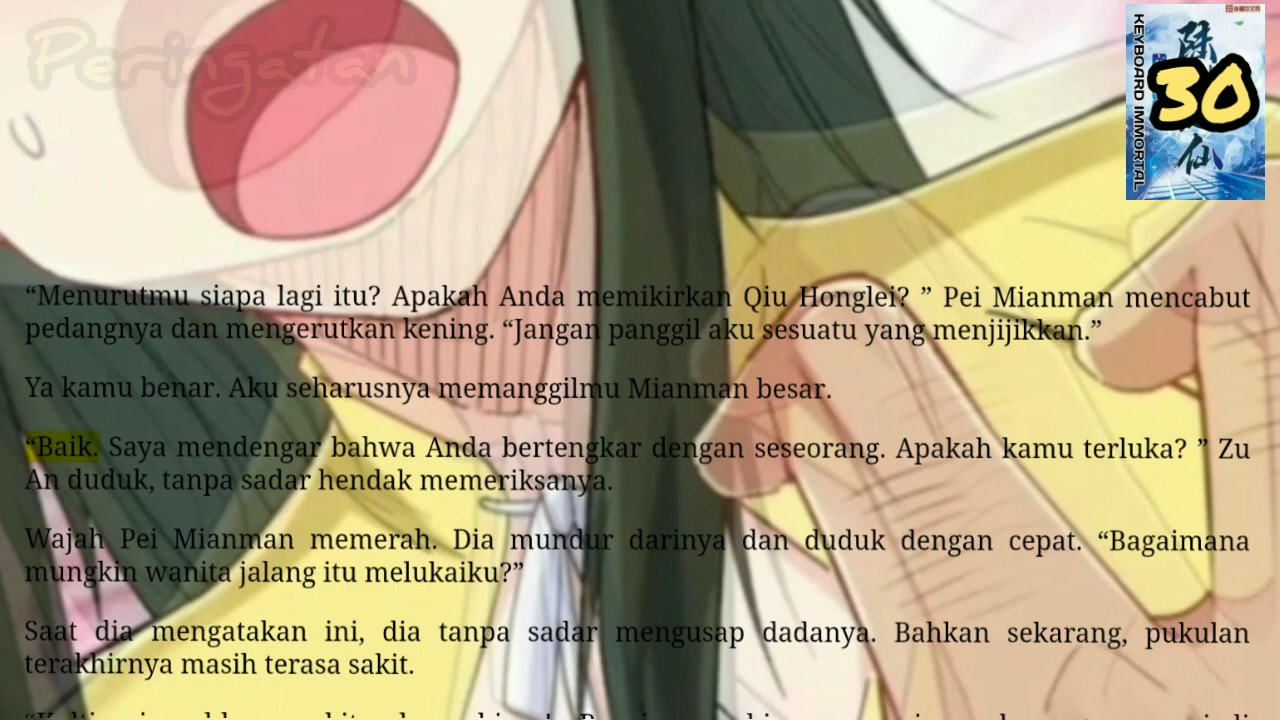 Peringatan
KEYBOARD IMMORTAL
30
仙
“Menurutmu siapa lagi itu? Apakah Anda memikirkan Qiu Honglei? ” Pei Mianman mencabut
pedangnya dan mengerutkan kening. “Jangan panggil aku sesuatu yang menjijikkan.”
Ya kamu benar. Aku seharusnya memanggilmu Mianman besar.
“Baik. Saya mendengar bahwa Anda bertengkar dengan seseorang. Apakah kamu terluka? ” Zu
An duduk, tanpa sadar hendak memeriksanya.
Wajah Pei Mianman memerah. Dia mundur darinya dan duduk dengan cepat. “Bagaimana
mungkin wanita jalang itu melukaiku?”
Saat dia mengatakan ini, dia tanpa sadar mengusap dadanya. Bahkan sekarang, pukulan
terakhirnya masih terasa sakit.